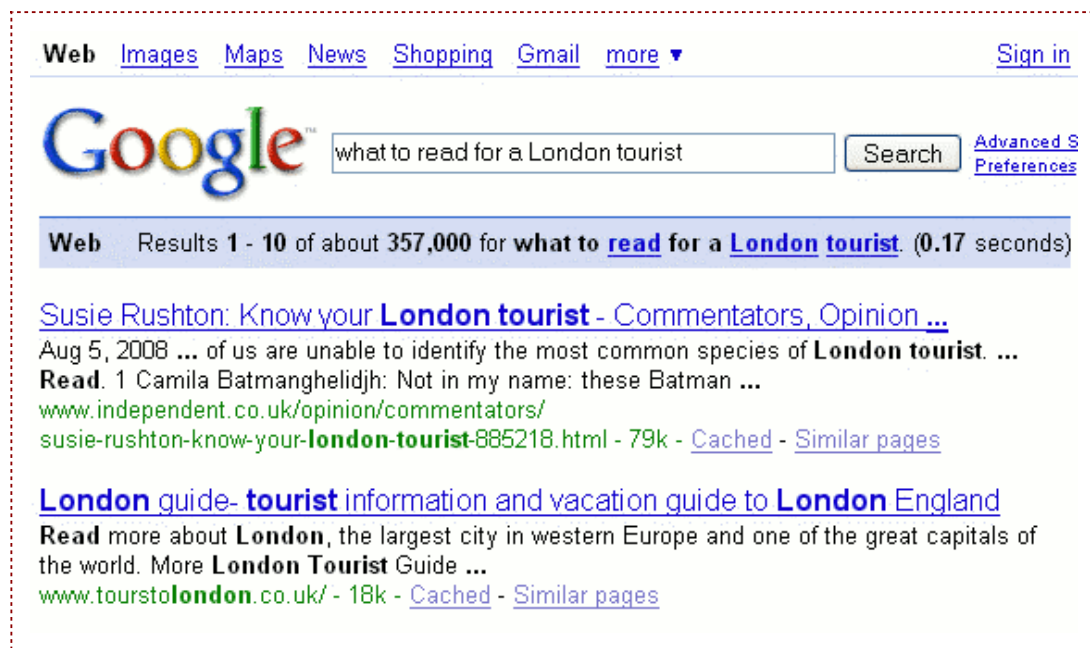 Web Images Maps News Shopping Gmail more ▼ Sign in
Google™ what to read for a London tourist Search Advanced S
Preferences
Web Results 1 - 10 of about 357,000 for what to read for a London tourist. (0.17 seconds)
Susie Rushton: Know your London tourist - Commentators, Opinion ...
Aug 5, 2008 ... of us are unable to identify the most common species of London tourist. ...
Read. 1 Camila Batmanghelidjh: Not in my name: these Batman ...
www.independent.co.uk/opinion/commentators/
susie-rushton-know-your-london-tourist-885218.html - 79k - Cached - Similar pages
London guide- tourist information and vacation guide to London England
Read more about London, the largest city in western Europe and one of the great capitals of
the world. More London Tourist Guide ...
www.tourstolondon.co.uk/ - 18k - Cached - Similar pages